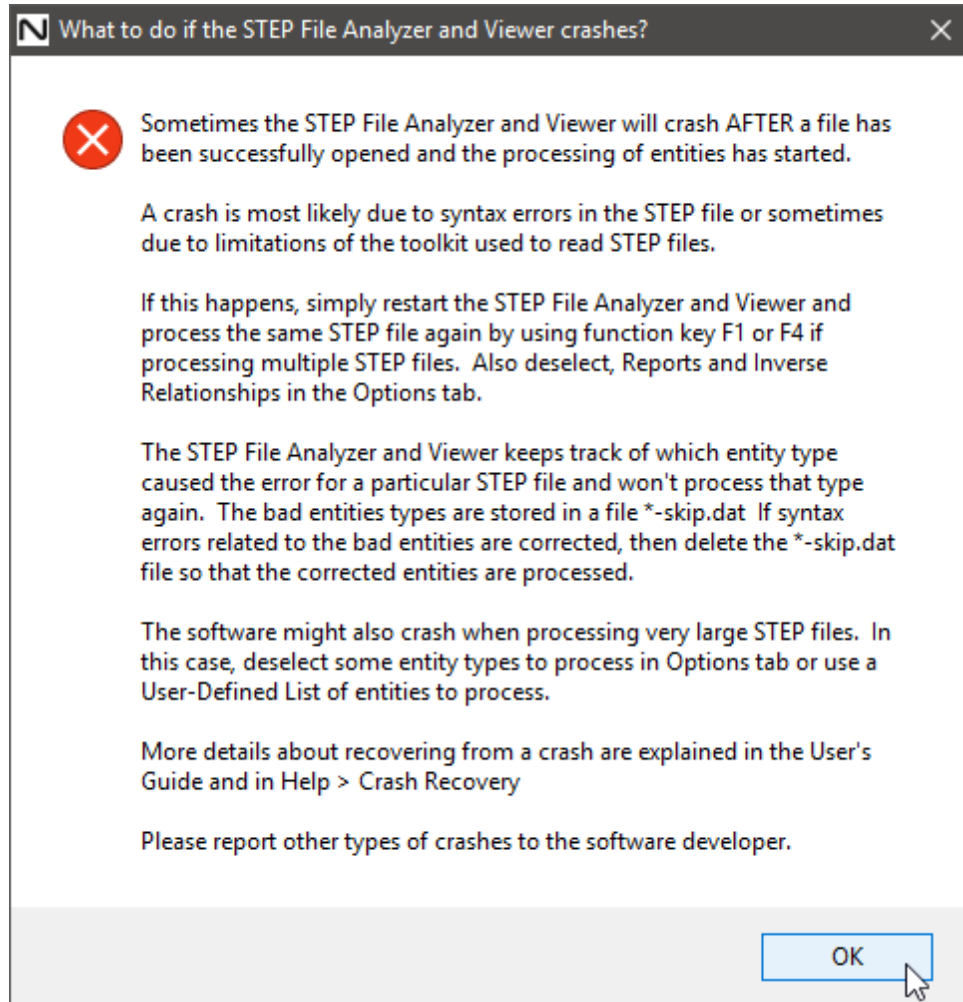 N What to do if the STEP File Analyzer and Viewer crashes?
Sometimes the STEP File Analyzer and Viewer will crash AFTER a file has
been successfully opened and the processing of entities has started.
A crash is most likely due to syntax errors in the STEP file or sometimes
due to limitations of the toolkit used to read STEP files.
If this happens, simply restart the STEP File Analyzer and Viewer and
process the same STEP file again by using function key F1 or F4 if
processing multiple STEP files.  Also deselect, Reports and Inverse
Relationships in the Options tab.
The STEP File Analyzer and Viewer keeps track of which entity type
caused the error for a particular STEP file and won't process that type
again.  The bad entities types are stored in a file *-skip.dat  If syntax
errors related to the bad entities are corrected, then delete the *-skip.dat
file so that the corrected entities are processed.
The software might also crash when processing very large STEP files.  In
this case, deselect some entity types to process in Options tab or use a
User-Defined List of entities to process.
More details about recovering from a crash are explained in the User's
Guide and in Help > Crash Recovery
Please report other types of crashes to the software developer.
OK